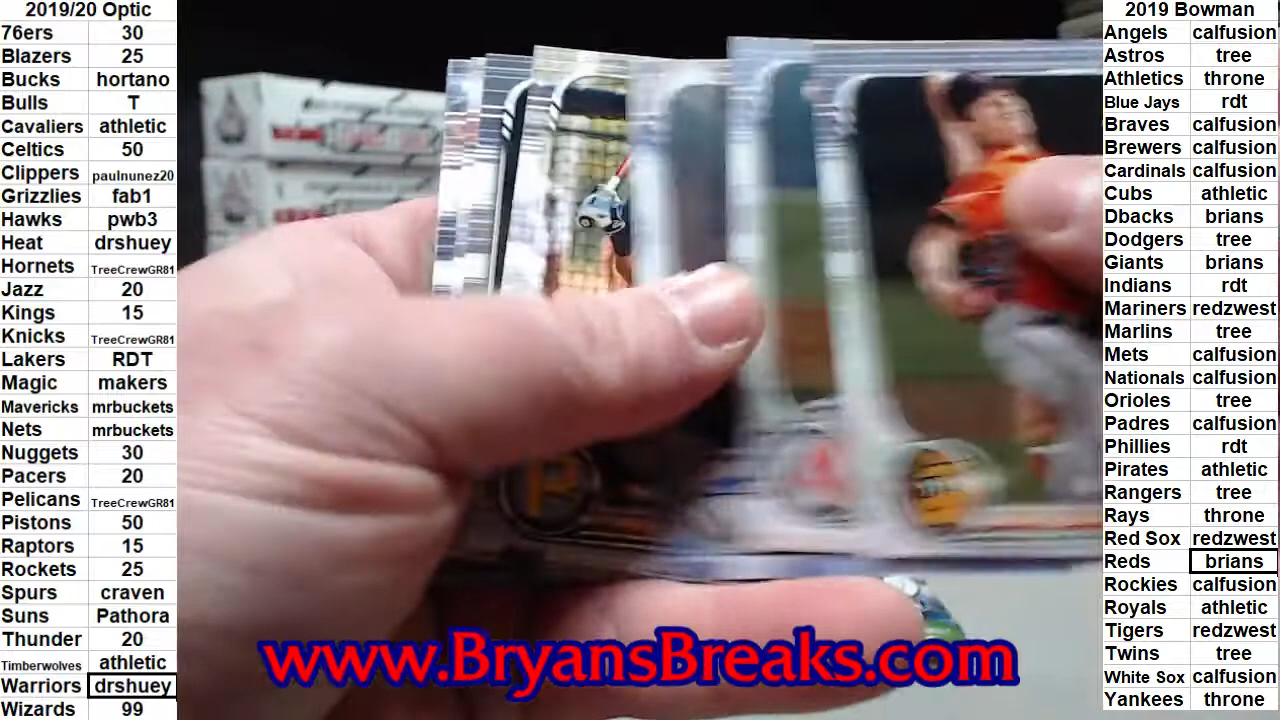 2019/20 Optic
76ers 30
Blazers 25
Bucks hortano
Bulls T
Cavaliers athletic
Celtics 50
Clippers paulnunez20
Grizzlies fab1
Hawks pwb3
Heat drshuey
Hornets TreeCrewGR81
Jazz 20
Kings 15
Knicks TreeCrewGR81
Lakers RDT
Magic makers
Mavericks mrbuckets
Nets mrbuckets
Nuggets 30
Pacers 20
Pelicans TreeCrewGR81
Pistons 50
Raptors 15
Rockets 25
Spurs craven
Suns Pathora
Thunder 20
Timberwolves athletic
Warriors drshuey
Wizards 99
P
www.BryansBreaks.com
2019 Bowman
Angels calfusion
Astros tree
Athletics throne
Blue Jays rdt
Braves calfusion
Brewers calfusion
Cardinals calfusion
Cubs athletic
Dbacks brians
Dodgers tree
Giants brians
Indians rdt
Mariners redzwest
Marlins tree
Mets calfusion
Nationals calfusion
Orioles tree
Padres calfusion
Phillies rdt
Pirates athletic
Rangers tree
Rays throne
Red Sox redzwest
Reds brians
Rockies calfusion
Royals athletic
Tigers redzwest
Twins tree
White Sox calfusion
Yankees throne